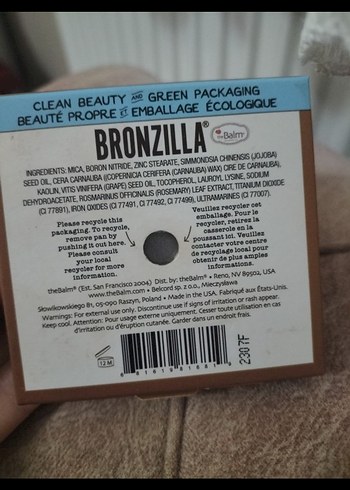 CLEAN BEAUTY AND GREEN PACKAGING
BEAUTÉ PROPRE ET EMBALLAGE ÉCOLOGIQUE
BRONZILLA®
theBalm®
INGREDIENTS: MICA, BORON NITRIDE, ZINC STEARATE, SIMMONDSIA CHINENSIS (JOJOBA)
SEED OIL, CERA CARNAUBA ((COPERNICIA CERIFERA (CARNAUBA) WAX) CIRE DE CARNAUBA),
KAOLIN, VITIS VINIFERA (GRAPE) SEED OIL, TOCOPHEROL, LAUROYL LYSINE, SODIUM
DEHYDROACETATE, ROSMARINUS OFFICINALIS (ROSEMARY) LEAF EXTRACT, TITANIUM DIOXIDE
(CI 77891), IRON OXIDES (CI 77491, CI 77492, CI 77499), ULTRAMARINES (CI 77007).
Please recycle this
packaging. To recycle,
remove pan by
pushing it out here.
Please consult
your local
recycler for more
information.
Veuillez recycler cet
emballage. Pour le
recycler, retirez la
casserole en la
poussant ici. Veuillez
contacter votre centre
de recyclage local pour
obtenir de plus amples
informations.
theBalm® (Est. San Francisco 2004) Dist. by: theBalm® • Reno, NV 89502, USA
www.thebalm.com • Belcord sp. z o.o., Mieczysława
Słowikowskiego 81, 05-090 Raszyn, Poland • Made in the USA. Fabriqué aux États-Unis.
Warnings: For external use only. Discontinue use if signs of irritation or rash appear.
Keep cool. Attention: Pour usage externe uniquement. Cesser toute utilisation en cas
d'irritation ou d'éruption cutanée. Garder dans un endroit frais.
12 M
2307F